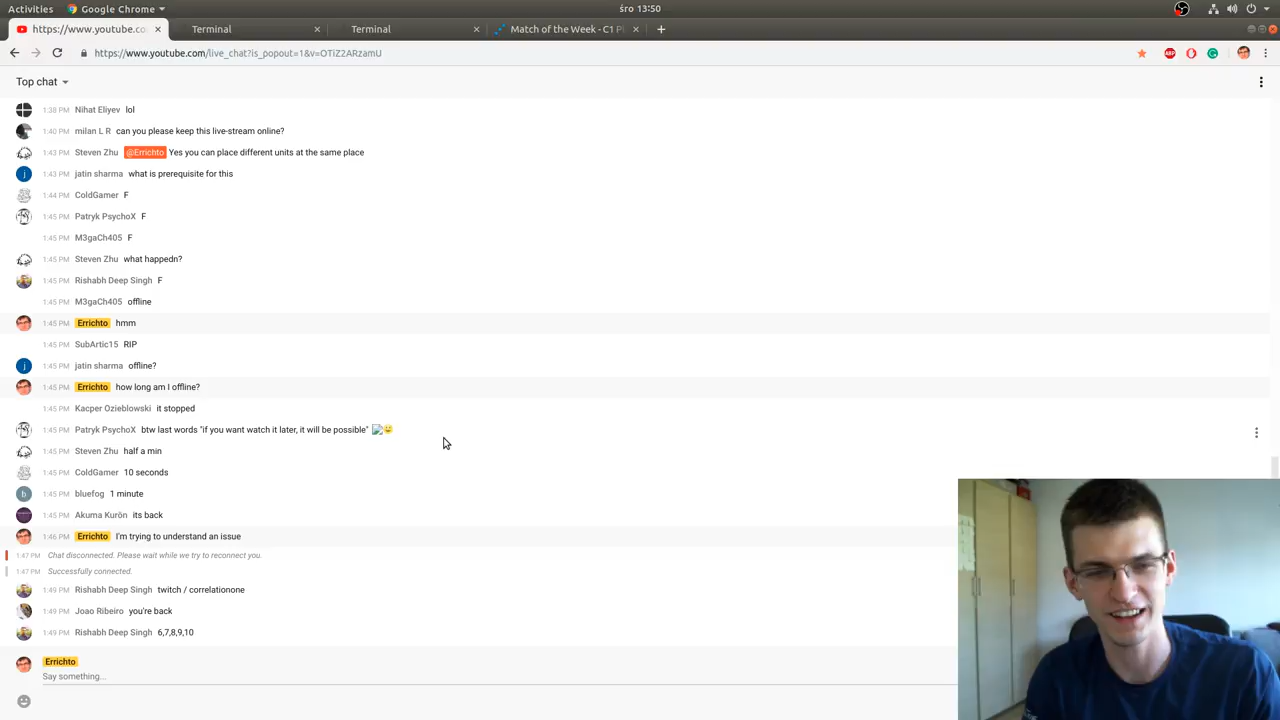 Activities Google Chrome śro 13:50
https://www.youtube.co Terminal Terminal Match of the Week - C1 Pl
https://www.youtube.com/live_chat?is_popout=1&v=OTiZ2ARzamU
Top chat
1:38 PM Nihat Eliyev lol
1:40 PM milan L R can you please keep this live-stream online?
1:43 PM Steven Zhu @Errichto Yes you can place different units at the same place
1:43 PM jatin sharma what is prerequisite for this
1:44 PM ColdGamer F
1:45 PM Patryk PsychoX F
1:45 PM M3gaCh405 F
1:45 PM Steven Zhu what happedn?
1:45 PM Rishabh Deep Singh F
1:45 PM M3gaCh405 offline
1:45 PM Errichto hmm
1:45 PM SubArtic15 RIP
1:45 PM jatin sharma offline?
1:45 PM Errichto how long am I offline?
1:45 PM Kacper Ozieblowski it stopped
1:45 PM Patryk PsychoX btw last words "if you want watch it later, it will be possible"
1:45 PM Steven Zhu half a min
1:45 PM ColdGamer 10 seconds
b 1:45 PM bluefog 1 minute
1:45 PM Akuma Kurōn its back
1:46 PM Errichto I'm trying to understand an issue
1:47 PM Chat disconnected. Please wait while we try to reconnect you.
1:47 PM Successfully connected.
1:49 PM Rishabh Deep Singh twitch / correlationone
1:49 PM Joao Ribeiro you're back
1:49 PM Rishabh Deep Singh 6,7,8,9,10
Errichto
Say something...